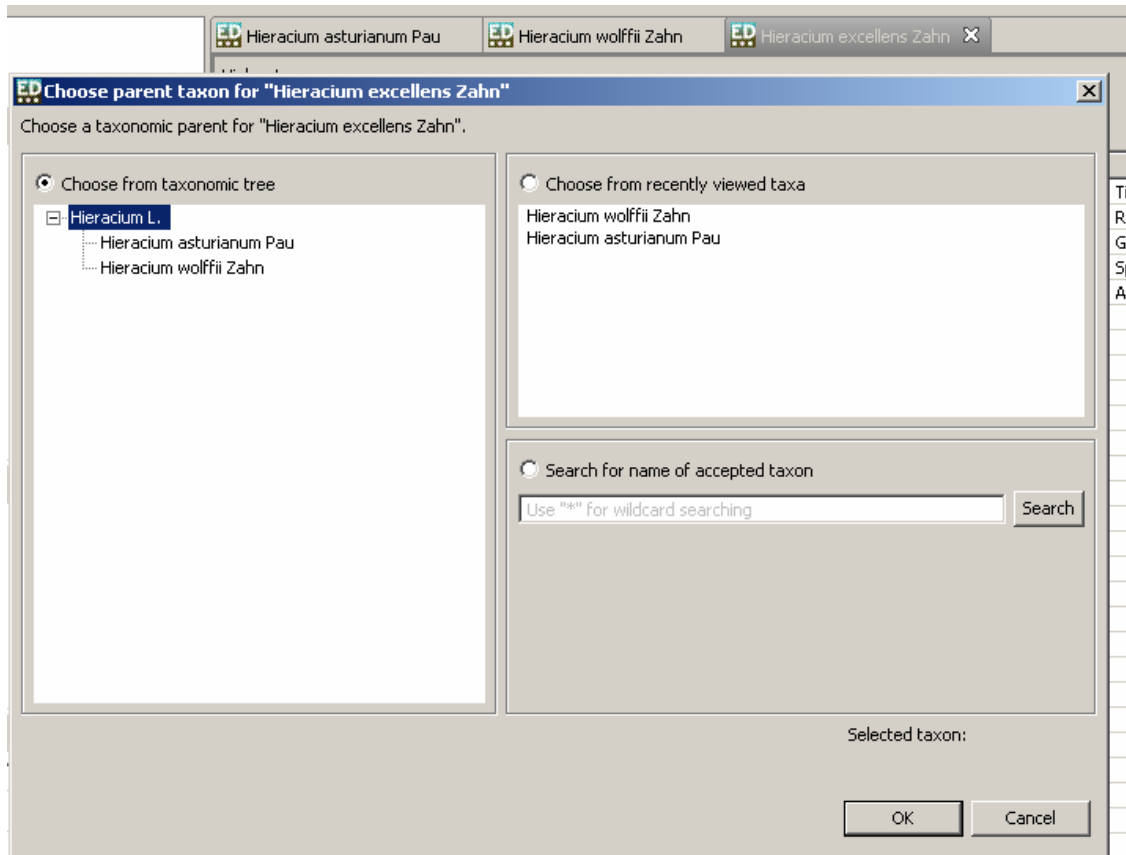 Hieracium asturianum Pau
Hieracium wolffii Zahn
Hieracium excellens Zahn
Choose parent taxon for "Hieracium excellens Zahn"
Choose a taxonomic parent for "Hieracium excellens Zahn".
Choose from taxonomic tree
Hieracium L.
Hieracium asturianum Pau
Hieracium wolffii Zahn
Choose from recently viewed taxa
Hieracium wolffii Zahn
Hieracium asturianum Pau
Search for name of accepted taxon
Use "*" for wildcard searching
Search
Selected taxon:
OK
Cancel